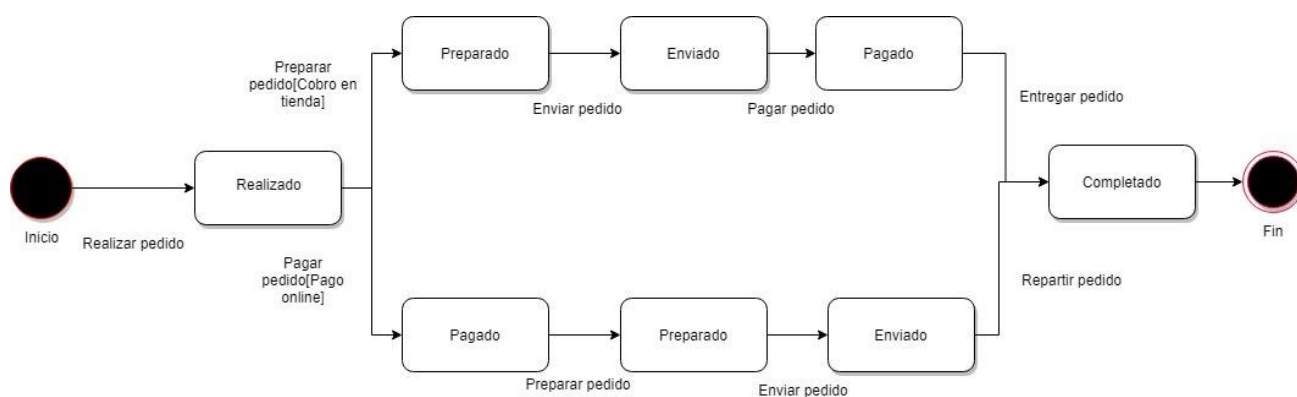 Preparado
Enviado
Pagado
Preparar
pedido[Cobro en
tienda]
Enviar pedido
Pagar pedido
Entregar pedido
Realizado
Completado
Inicio
Realizar pedido
Fin
Pagar
pedido[Pago
online]
Repartir pedido
Pagado
Preparado
Enviado
Preparar pedido
Enviar pedido